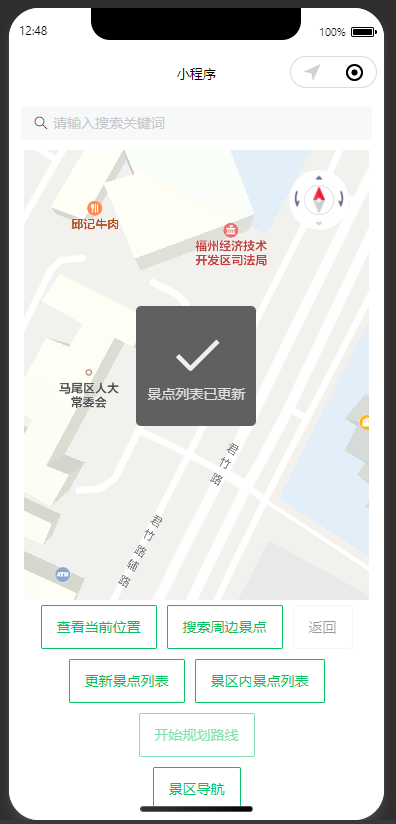 12:48
100%
小程序
请输入搜索关键词
邱记牛肉
福州经济技术
开发区司法局
景点列表已更新
马尾区人大
常委会
君竹路
君竹路辅路
ATM
查看当前位置
搜索周边景点
返回
更新景点列表
景区内景点列表
开始规划路线
景区导航